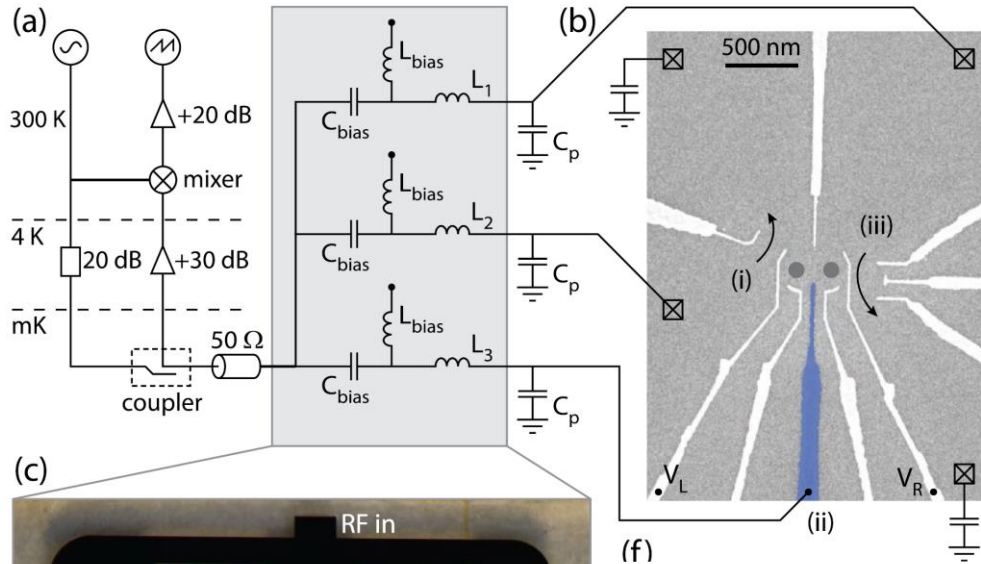 (a)
300 K
+20 dB
mixer
4 K
20 dB
+30 dB
mK
50 Ω
coupler
L_bias
C_bias
L_1
C_p
L_bias
C_bias
L_2
C_p
L_bias
C_bias
L_3
C_p
(b)
500 nm
(i)
(iii)
V_L
V_R
(ii)
(c)
RF in
(f)